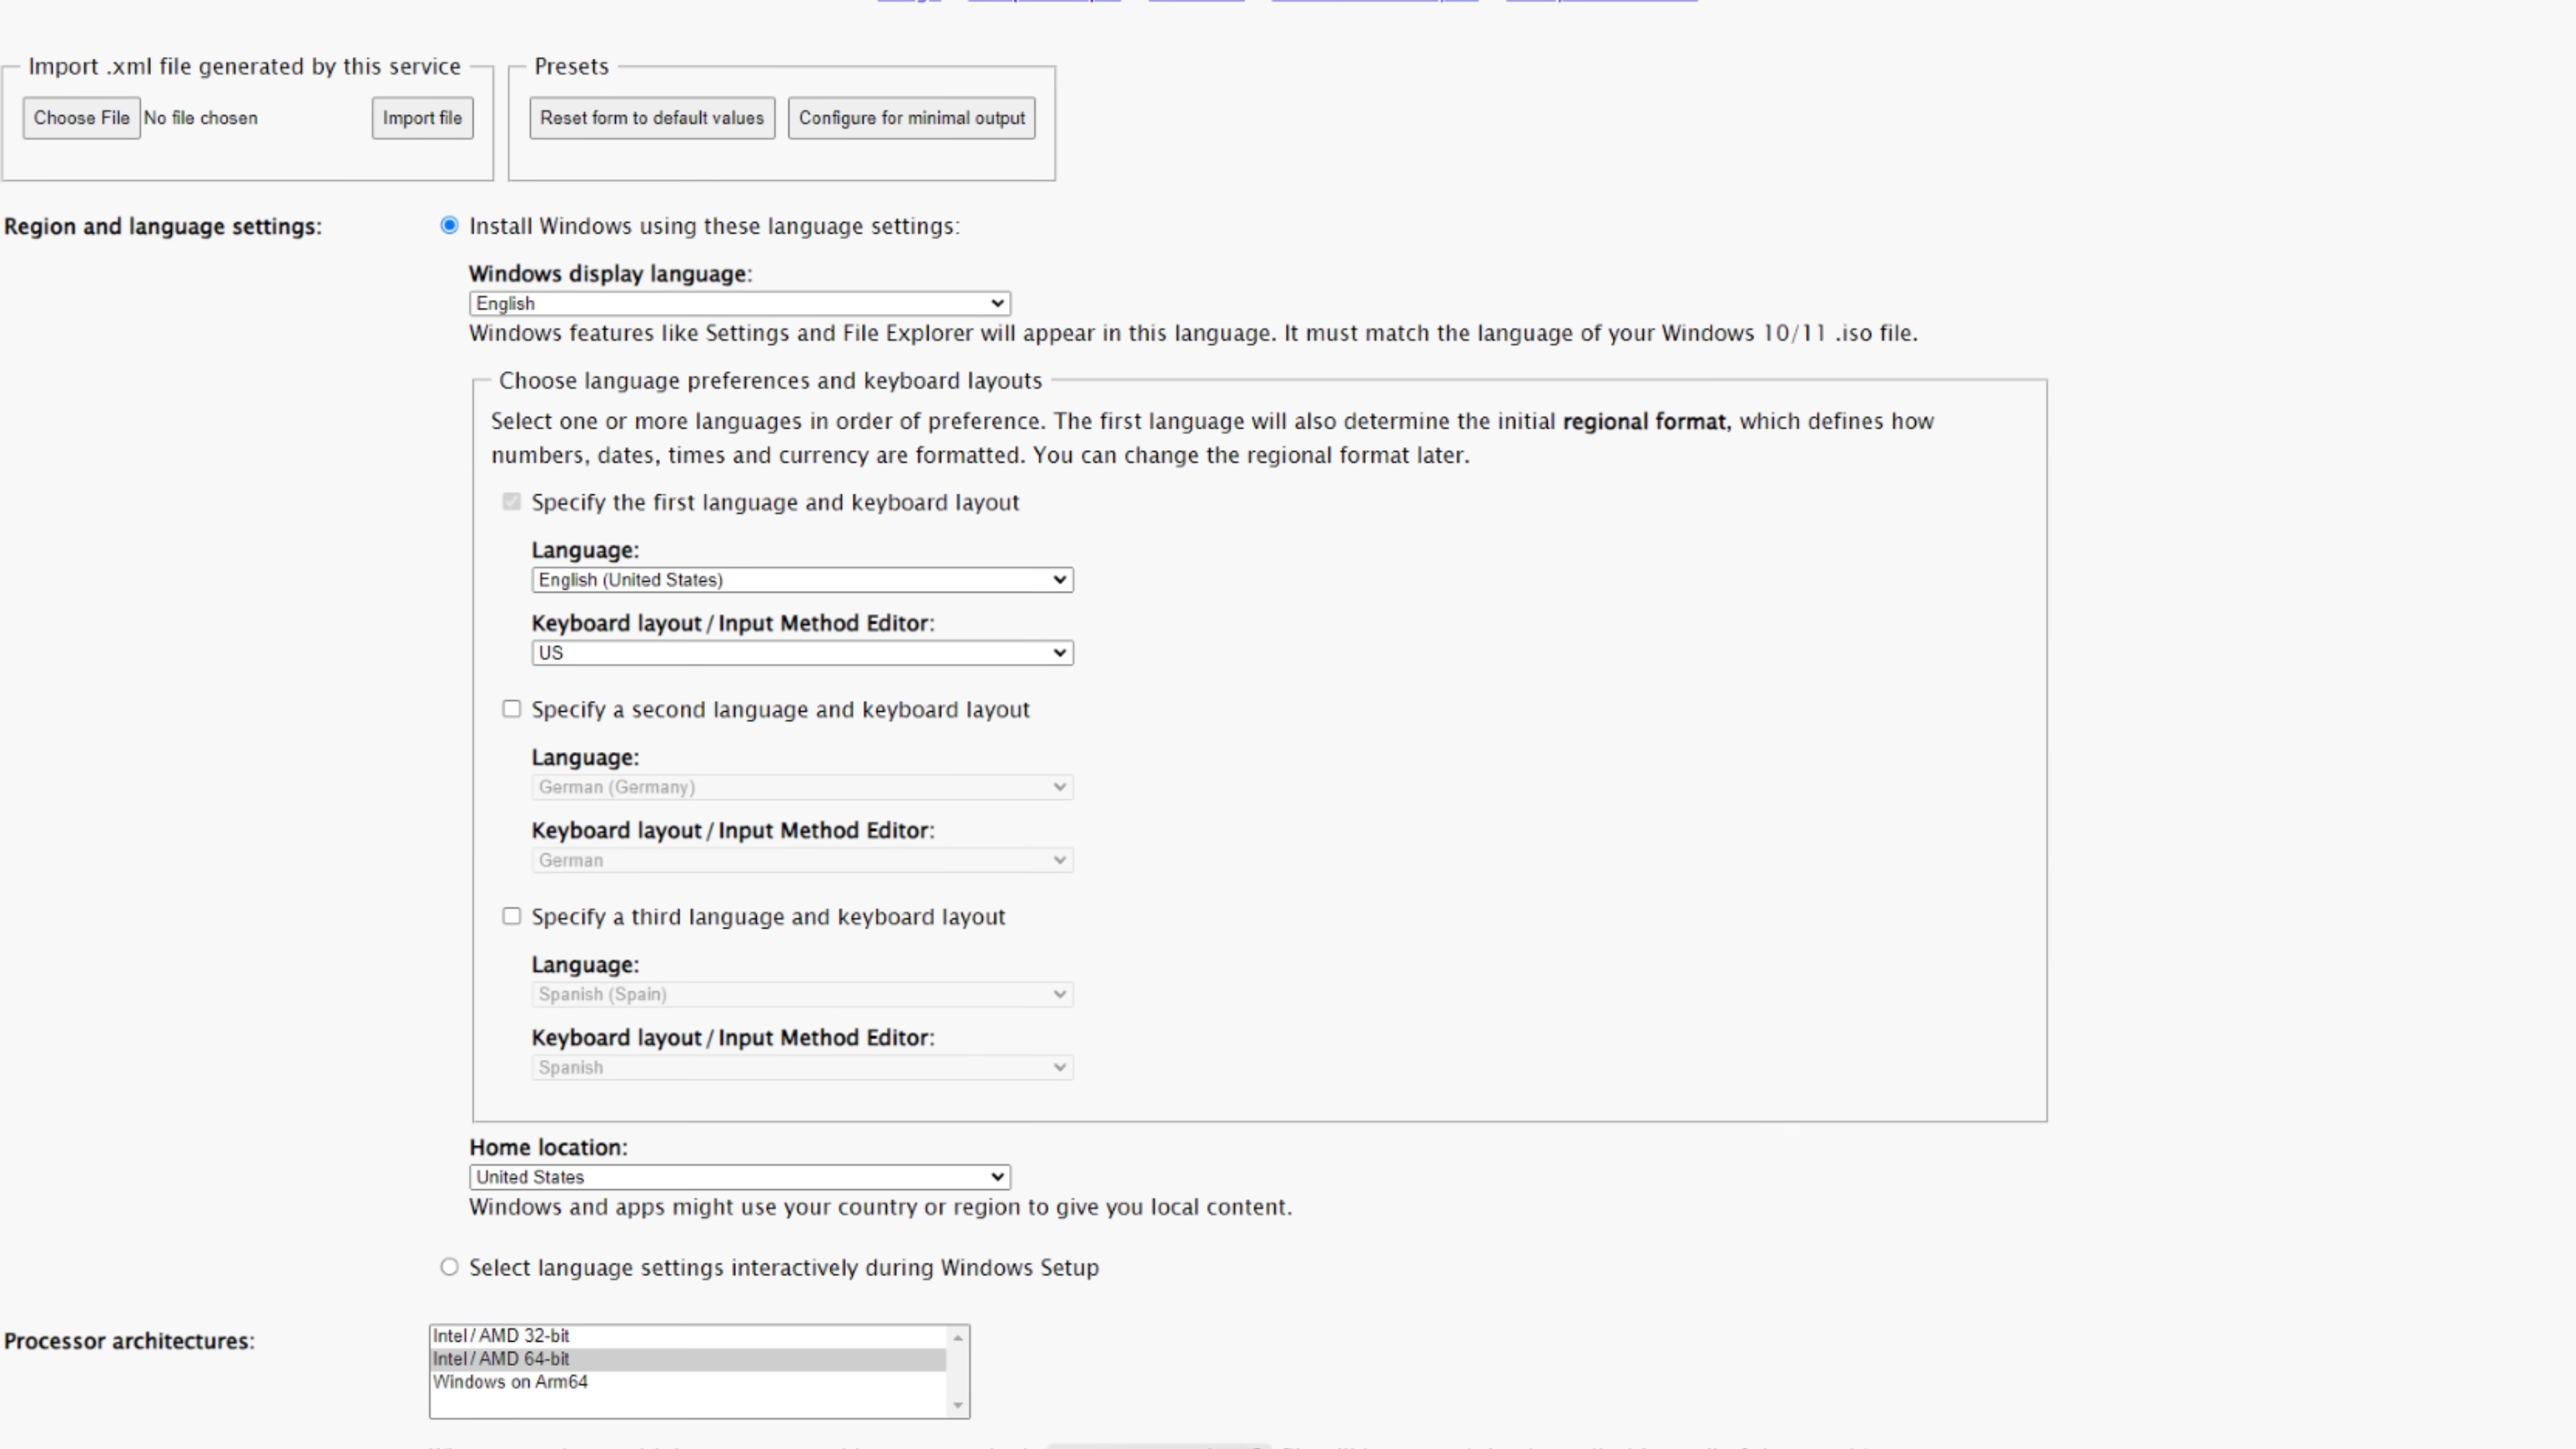 Import .xml file generated by this service
Presets
Choose File No file chosen Import file
Reset form to default values Configure for minimal output
Region and language settings:
Install Windows using these language settings:
Windows display language:
English
Windows features like Settings and File Explorer will appear in this language. It must match the language of your Windows 10/11 .iso file.
Choose language preferences and keyboard layouts
Select one or more languages in order of preference. The first language will also determine the initial regional format, which defines how
numbers, dates, times and currency are formatted. You can change the regional format later.
Specify the first language and keyboard layout
Language:
English (United States)
Keyboard layout / Input Method Editor:
US
Specify a second language and keyboard layout
Language:
German (Germany)
Keyboard layout / Input Method Editor:
German
Specify a third language and keyboard layout
Language:
Spanish (Spain)
Keyboard layout / Input Method Editor:
Spanish
Home location:
United States
Windows and apps might use your country or region to give you local content.
Select language settings interactively during Windows Setup
Processor architectures:
Intel / AMD 32-bit
Intel / AMD 64-bit
Windows on Arm64